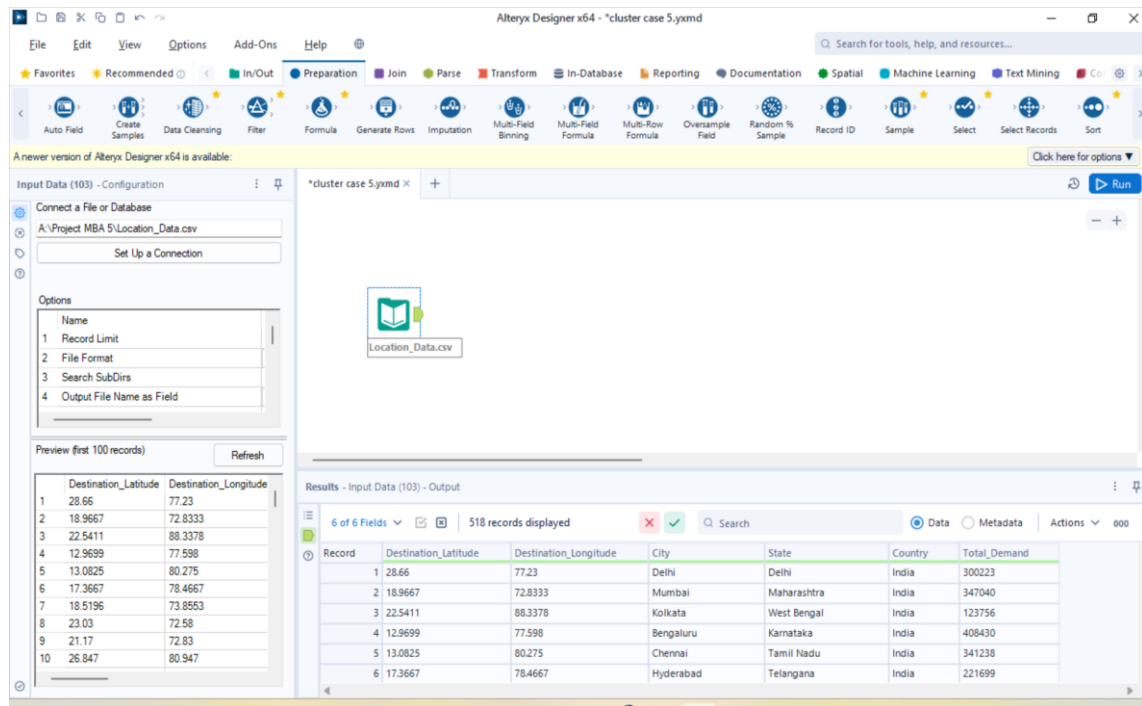 Alteryx Designer x64 - *cluster case 5.yxmd
File Edit View Options Add-Ons Help
Search for tools, help, and resources...
Favorites Recommended In/Out Preparation Join Parse Transform In-Database Reporting Documentation Spatial Machine Learning Text Mining Co
Auto Field Create Samples Data Cleansing Filter Formula Generate Rows Imputation Multi-Field Binning Multi-Field Formula Multi-Row Formula Oversample Field Random % Sample Record ID Sample Select Select Records Sort
A newer version of Alteryx Designer x64 is available: Click here for options ▼
Input Data (103) - Configuration
Connect a File or Database
A:\Project MBA 5\Location_Data.csv
Set Up a Connection
Options
Name
1 Record Limit
2 File Format
3 Search SubDirs
4 Output File Name as Field
Preview (first 100 records) Refresh
Destination_Latitude Destination_Longitude
1 28.66 77.23
2 18.9667 72.8333
3 22.5411 88.3378
4 12.9699 77.598
5 13.0825 80.275
6 17.3667 78.4667
7 18.5196 73.8553
8 23.03 72.58
9 21.17 72.83
10 26.847 80.947
*cluster case 5.yxmd × +
Run
Location_Data.csv
Results - Input Data (103) - Output
6 of 6 Fields 518 records displayed Search Data Metadata Actions 000
Record Destination_Latitude Destination_Longitude City State Country Total_Demand
1 28.66 77.23 Delhi Delhi India 300223
2 18.9667 72.8333 Mumbai Maharashtra India 347040
3 22.5411 88.3378 Kolkata West Bengal India 123756
4 12.9699 77.598 Bengaluru Karnataka India 408430
5 13.0825 80.275 Chennai Tamil Nadu India 341238
6 17.3667 78.4667 Hyderabad Telangana India 221699